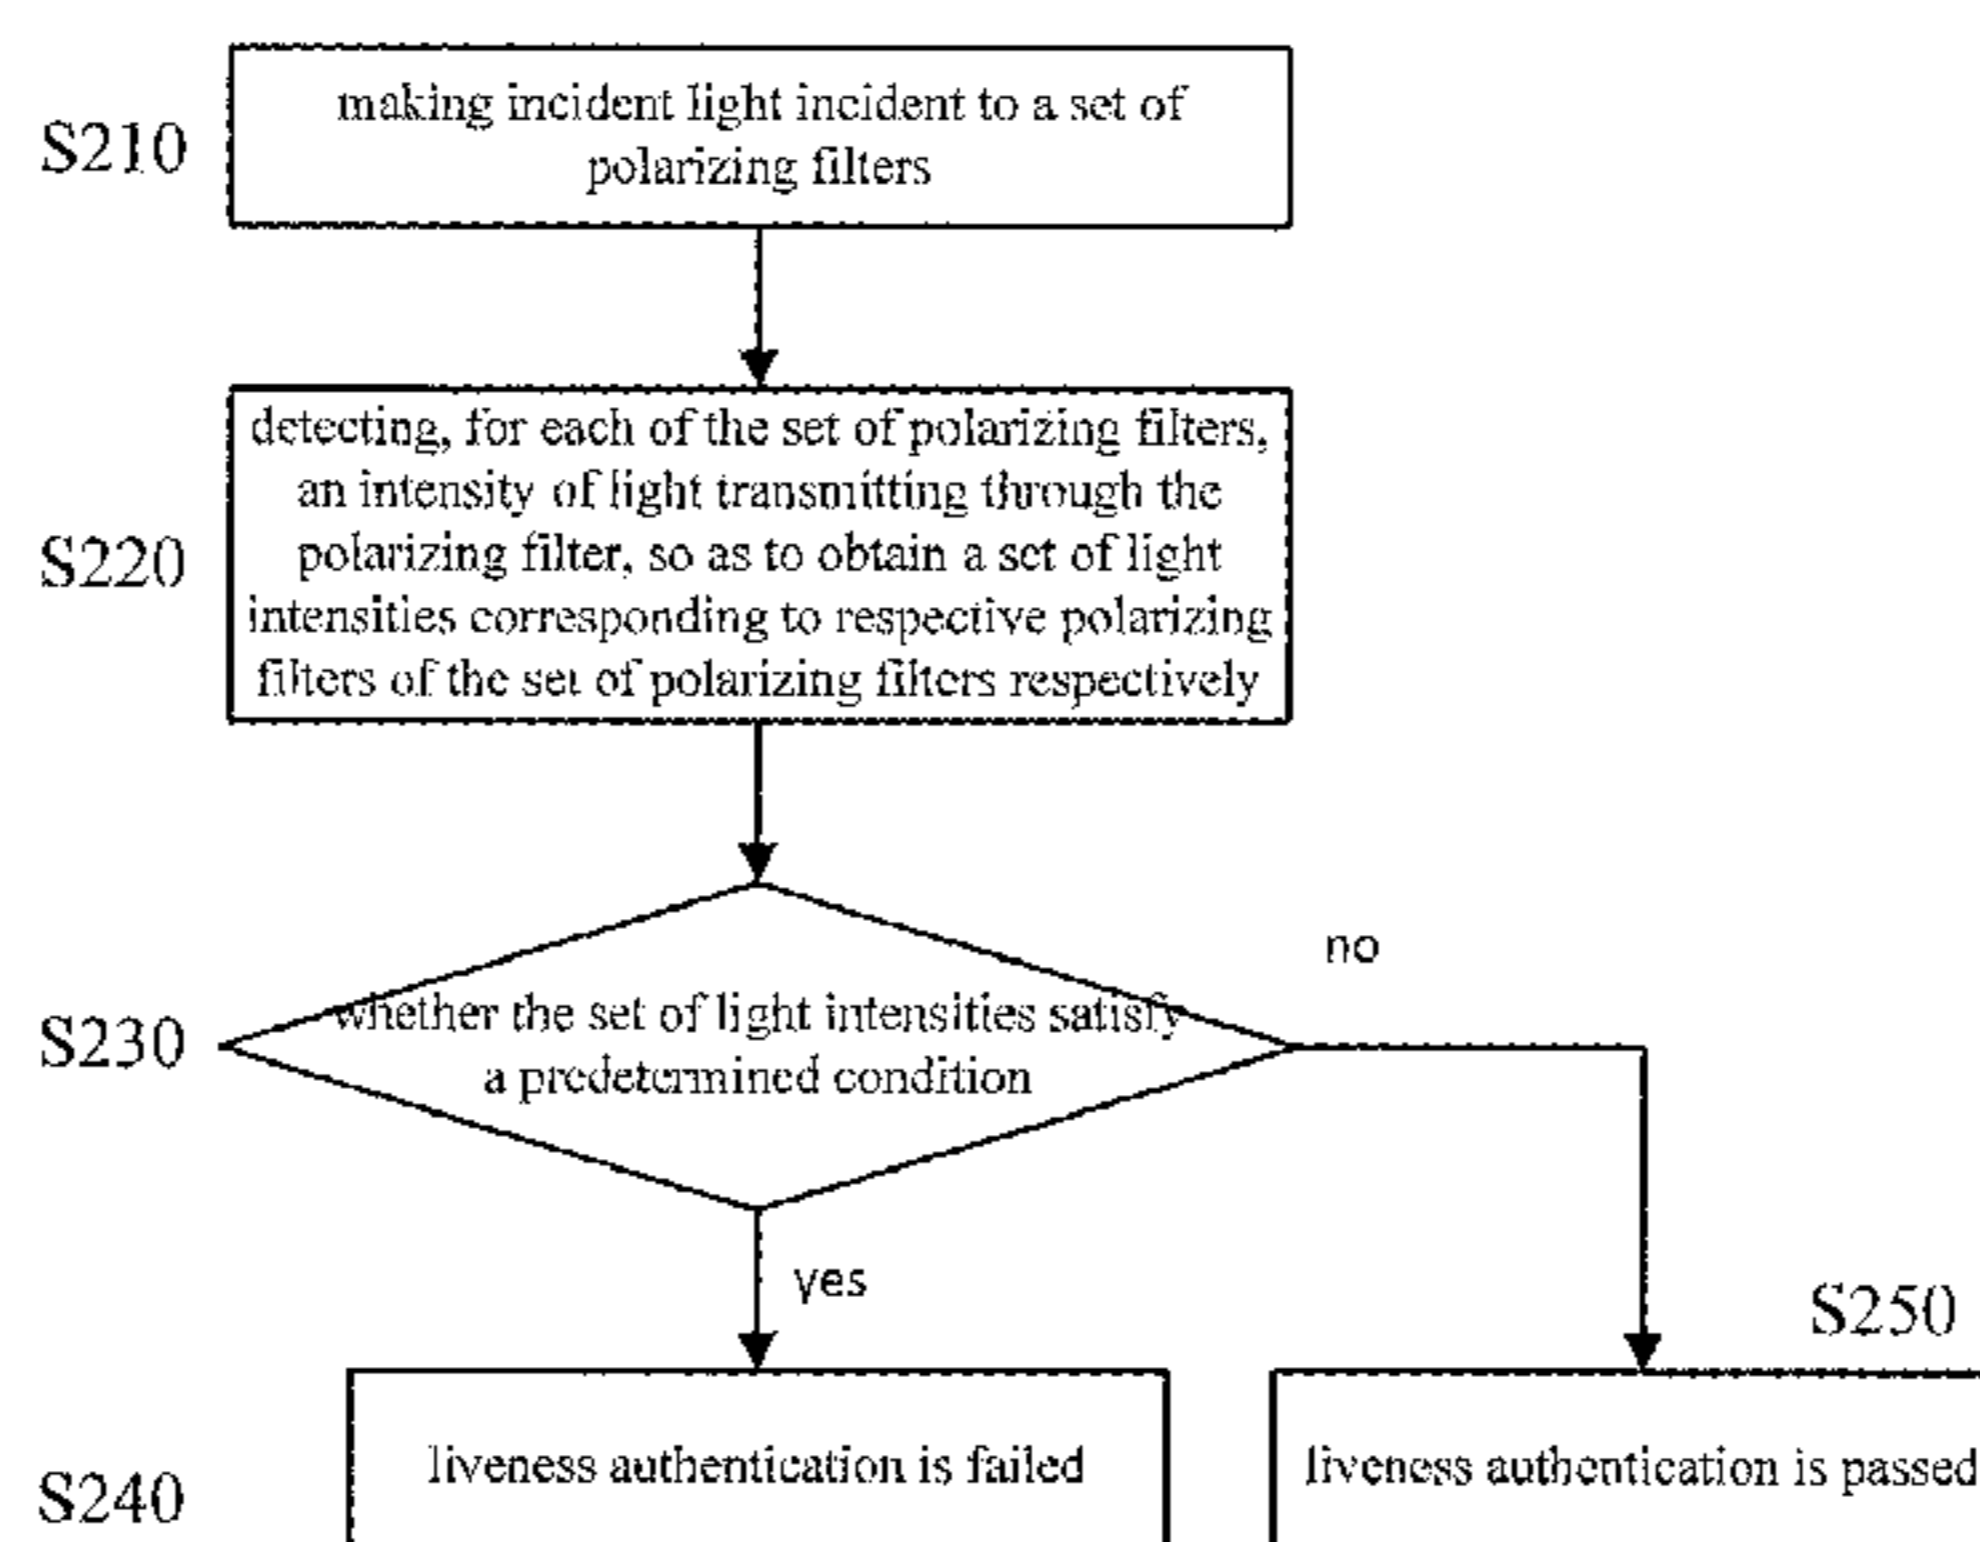 making incident light incident to a set of
polarizing filters
S210
detecting, for each of the set of polarizing filters,
an intensity of light transmitting through the
polarizing filter, so as to obtain a set of light
intensities corresponding to respective polarizing
filters of the set of polarizing filters respectively
S220
no
whether the set of light intensities satisfy
a predetermined condition
S230
yes
S250
liveness authentication is failed
liveness authentication is passed
S240